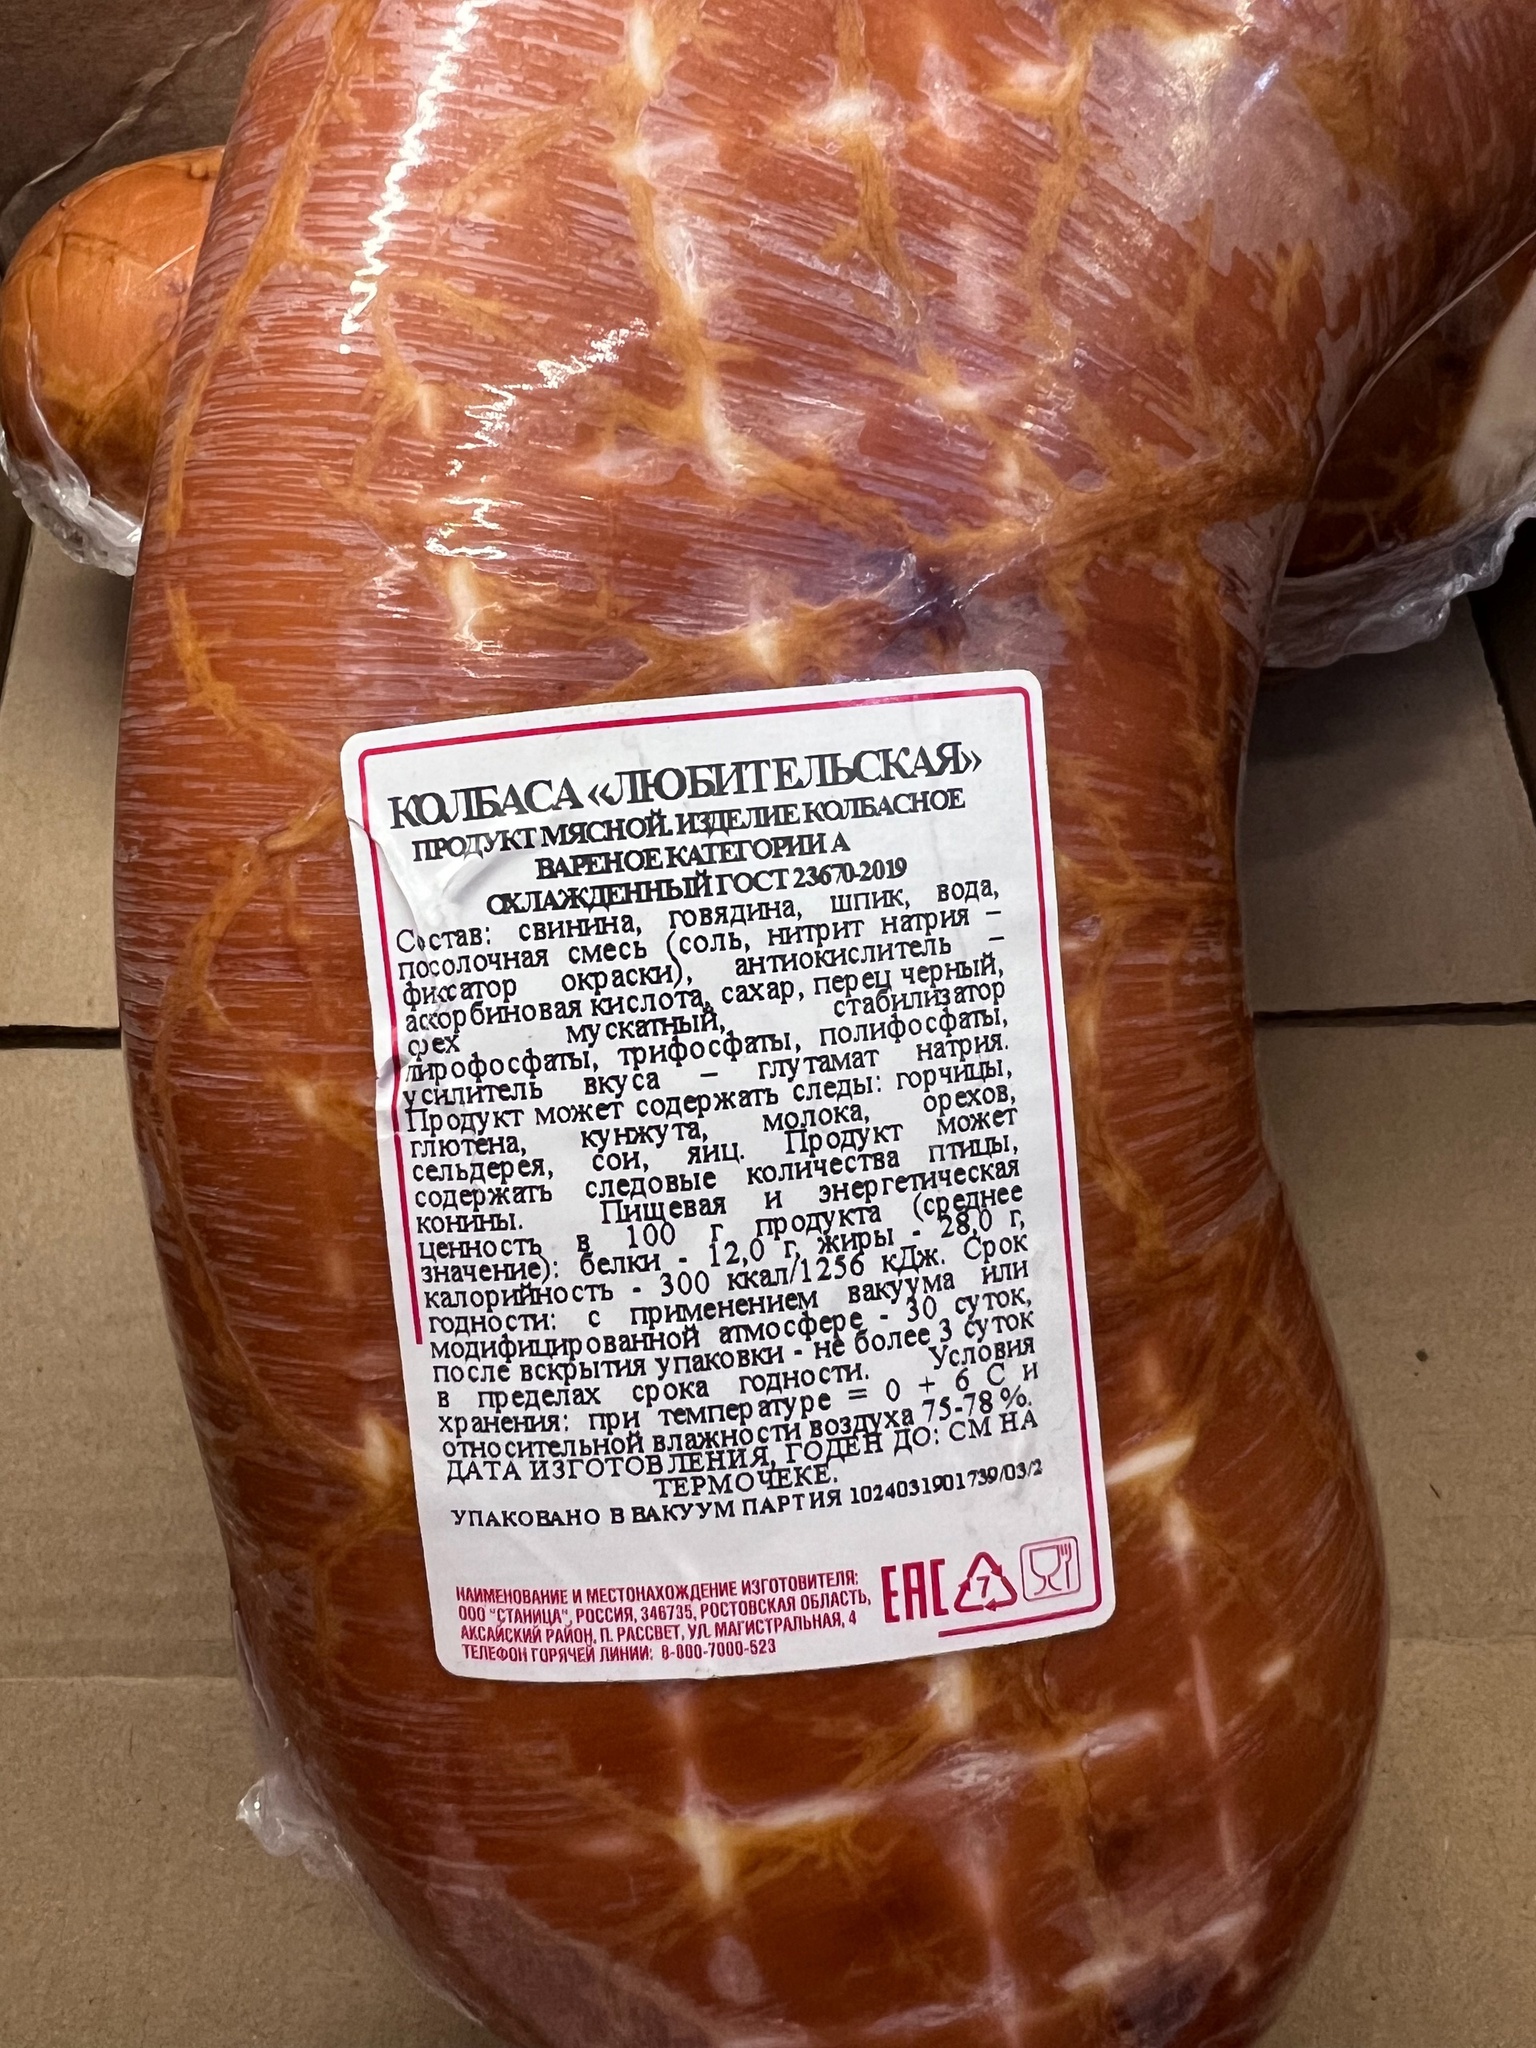 КОЛБАСА «ЛЮБИТЕЛЬСКАЯ»
ПРОДУКТ МЯСНОЙ. ИЗДЕЛИЕ КОЛБАСНОЕ
ВАРЕНОЕ КАТЕГОРИИ А
ОХЛАЖДЕННЫЙ ГОСТ 23670-2019
Состав: свинина, говядина, шпик, вода,
посолочная смесь (соль, нитрит натрия –
фиксатор окраски), антиокислитель –
аскорбиновая кислота, сахар, перец черный,
орех мускатный, стабилизатор
пирофосфаты, трифосфаты, полифосфаты,
усилитель вкуса – глутамат натрия.
Продукт может содержать следы: горчицы,
глютена, кунжута, молока, орехов,
сельдерея, сои, яиц. Продукт может
содержать следовые количества птицы,
конины. Пищевая и энергетическая
ценность в 100 г продукта (среднее
значение): белки - 12,0 г, жиры - 28,0 г,
калорийность - 300 ккал/1256 кДж. Срок
годности: с применением вакуума или
модифицированной атмосфере - 30 суток,
после вскрытия упаковки - не более 3 суток
в пределах срока годности. Условия
хранения: при температуре = 0 + 6 С и
относительной влажности воздуха 75-78 %.
ДАТА ИЗГОТОВЛЕНИЯ, ГОДЕН ДО: СМ НА
ТЕРМОЧЕКЕ.
УПАКОВАНО В ВАКУУМ ПАРТИЯ 1024031901739/03/2
НАИМЕНОВАНИЕ И МЕСТОНАХОЖДЕНИЕ ИЗГОТОВИТЕЛЯ:
ООО "СТАНИЦА", РОССИЯ, 346735, РОСТОВСКАЯ ОБЛАСТЬ,
АКСАЙСКИЙ РАЙОН, П. РАССВЕТ, УЛ. МАГИСТРАЛЬНАЯ, 4
ТЕЛЕФОН ГОРЯЧЕЙ ЛИНИИ: 8-800-7000-523
ЕАС 7